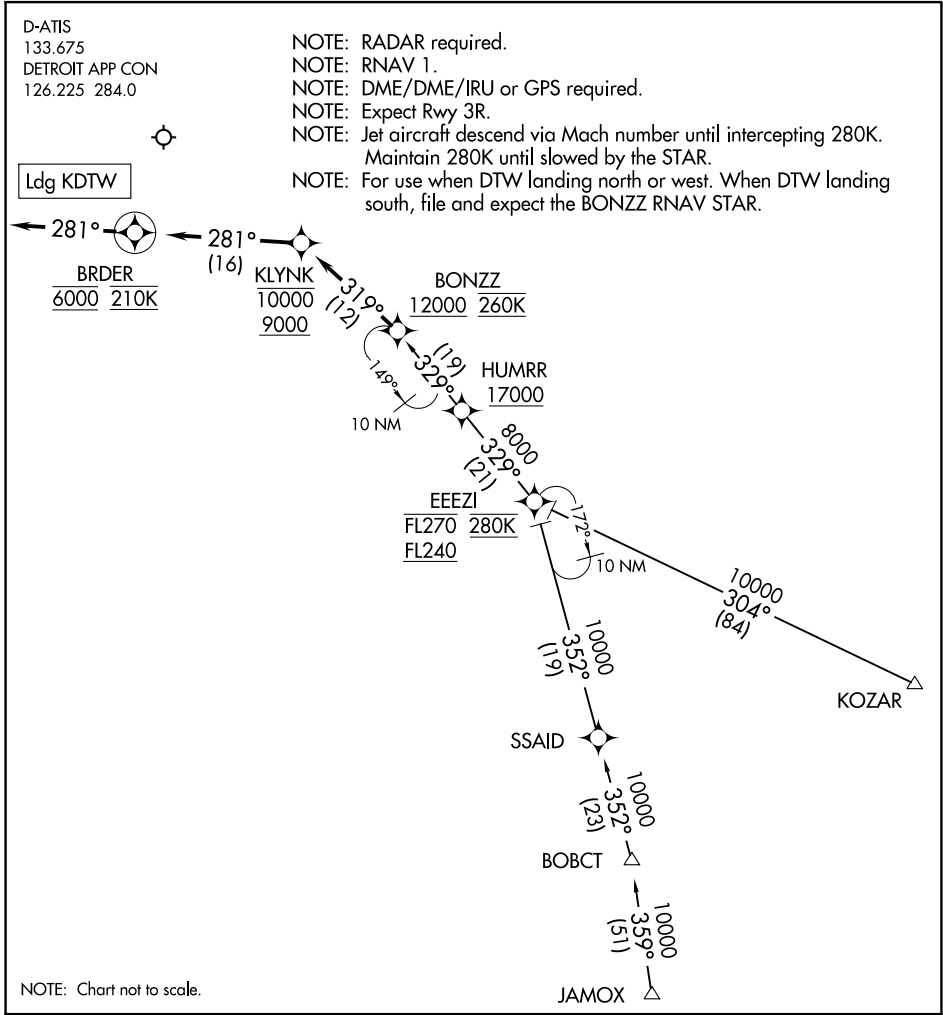 D-ATIS
133.675
DETROIT APP CON
126.225 284.0
NOTE: RADAR required.
NOTE: RNAV 1.
NOTE: DME/DME/IRU or GPS required.
NOTE: Expect Rwy 3R.
NOTE: Jet aircraft descend via Mach number until intercepting 280K.
Maintain 280K until slowed by the STAR.
NOTE: For use when DTW landing north or west. When DTW landing
south, file and expect the BONZZ RNAV STAR.
Ldg KDTW
281°
BRDER
6000 210K
281°
(16)
KLYNK
10000
9000
319°
(12)
BONZZ
12000 260K
149°
10 NM
(19)
329°
HUMRR
17000
8000
329°
(21)
EEEZI
FL270 280K
FL240
172°
10 NM
10000
304°
(84)
KOZAR
10000
352°
(19)
SSAID
10000
352°
(23)
BOBCT
10000
359°
(51)
JAMOX
NOTE: Chart not to scale.